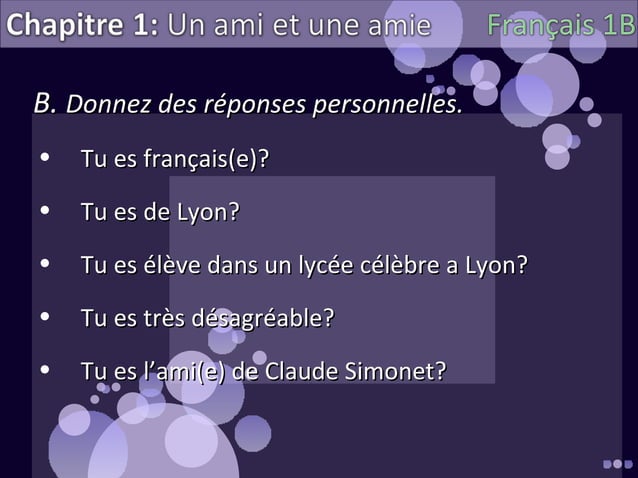 Chapitre 1: Un ami et une amie Français 1B
B. Donnez des réponses personnelles.
• Tu es français(e)?
• Tu es de Lyon?
• Tu es élève dans un lycée célèbre a Lyon?
• Tu es très désagréable?
• Tu es l’ami(e) de Claude Simonet?